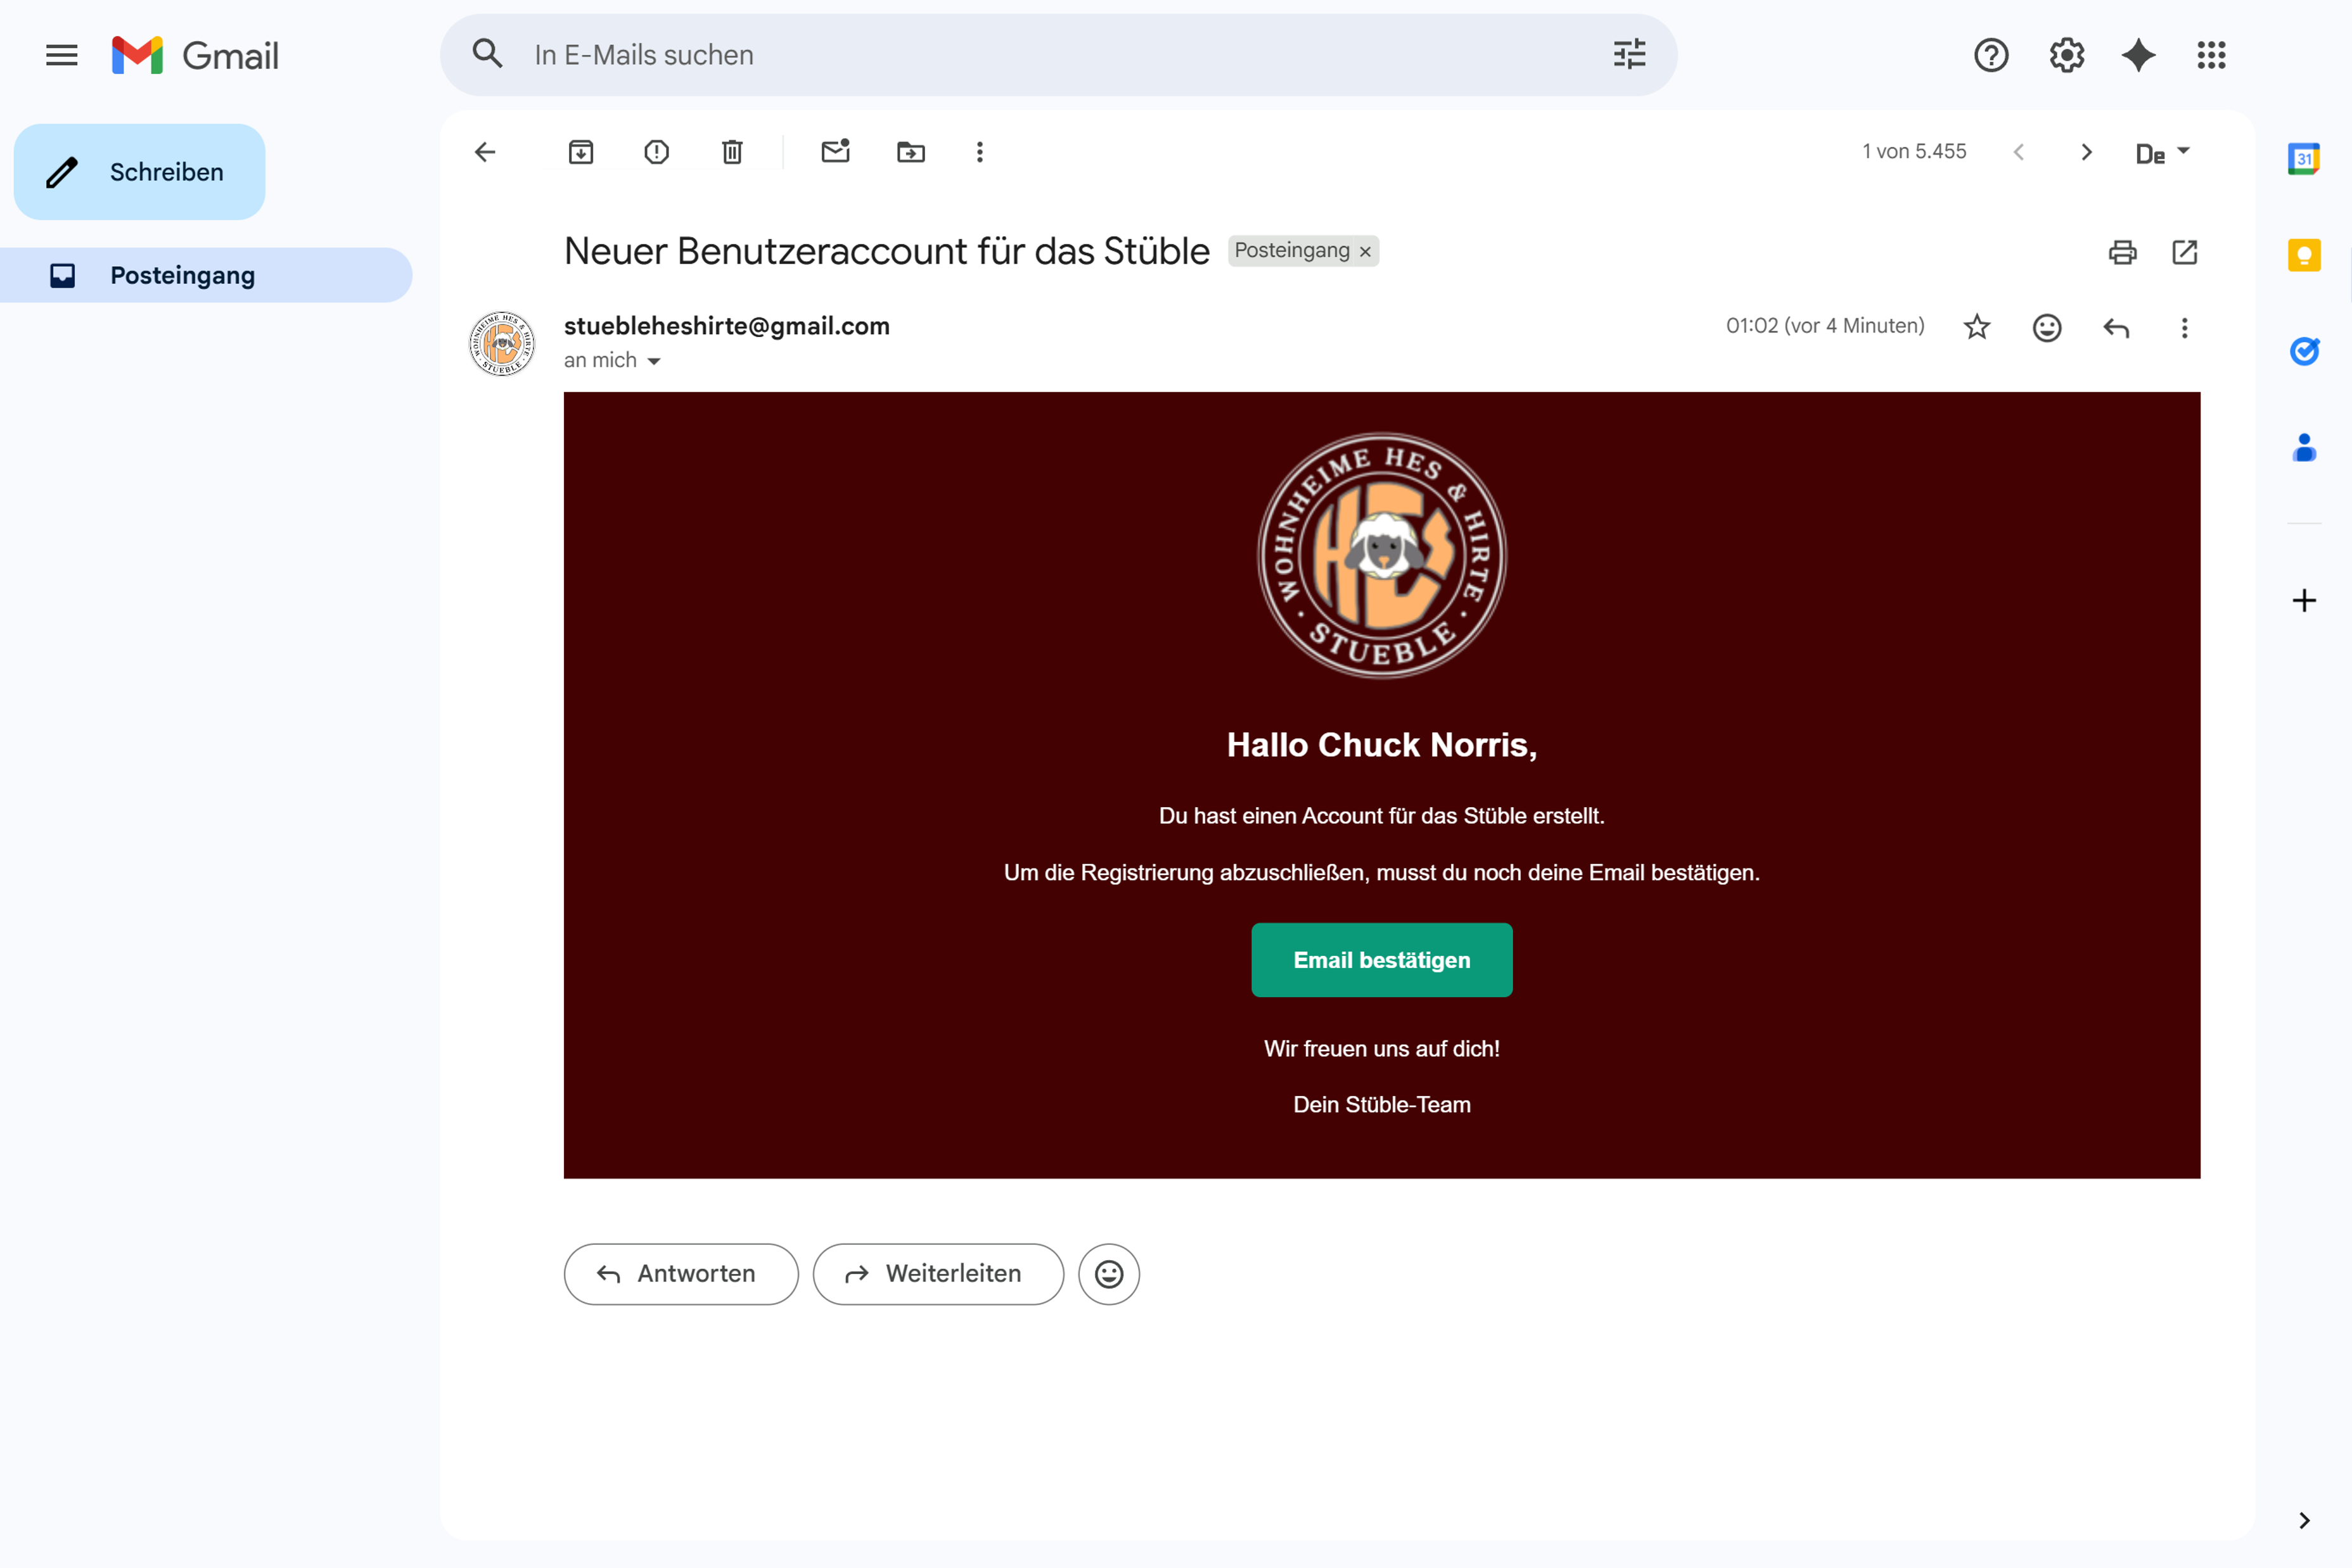 Gmail
In E-Mails suchen
Schreiben
Posteingang
1 von 5.455
De
31
Neuer Benutzeraccount für das Stüble
Posteingang ×
stuebleheshirte@gmail.com
01:02 (vor 4 Minuten)
an mich
WOHNHEIME HES & HIRTE · STUEBLE ·
HES
Hallo Chuck Norris,
Du hast einen Account für das Stüble erstellt.
Um die Registrierung abzuschließen, musst du noch deine Email bestätigen.
Email bestätigen
Wir freuen uns auf dich!
Dein Stüble-Team
Antworten
Weiterleiten